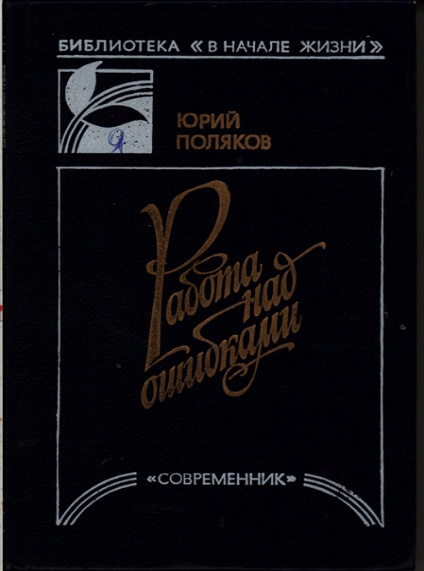 БИБЛИОТЕКА «В НАЧАЛЕ ЖИЗНИ»
ЮРИЙ
ПОЛЯКОВ
Работа
над
ошибками
«СОВРЕМЕННИК»